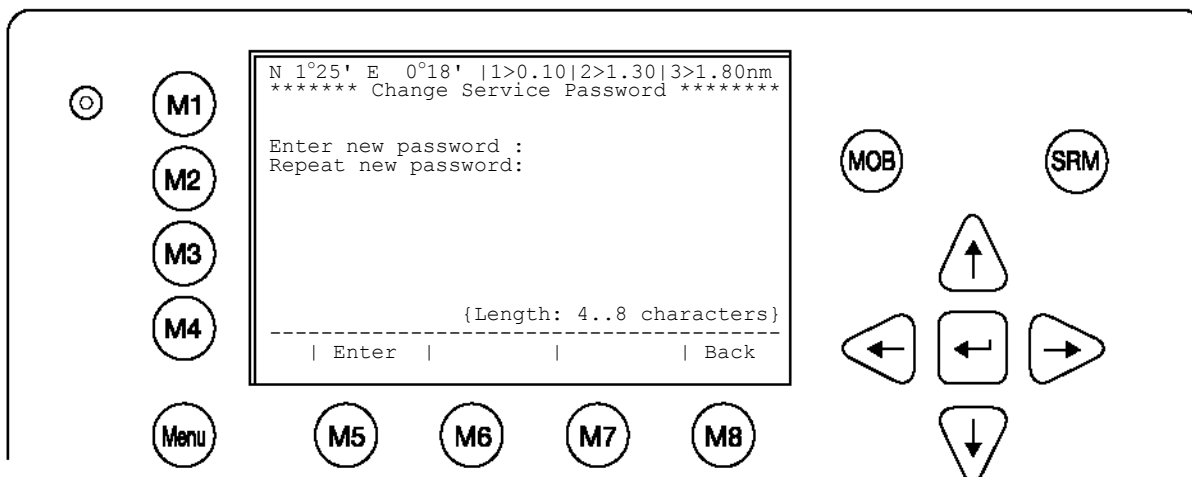 N 1°25' E  0°18' |1>0.10|2>1.30|3>1.80nm
******* Change Service Password ********
Enter new password :
Repeat new password:
{Length: 4..8 characters}
----------------------------------------
| Enter  |         |         | Back
M1
M2
M3
M4
Menu
M5
M6
M7
M8
MOB
SRM